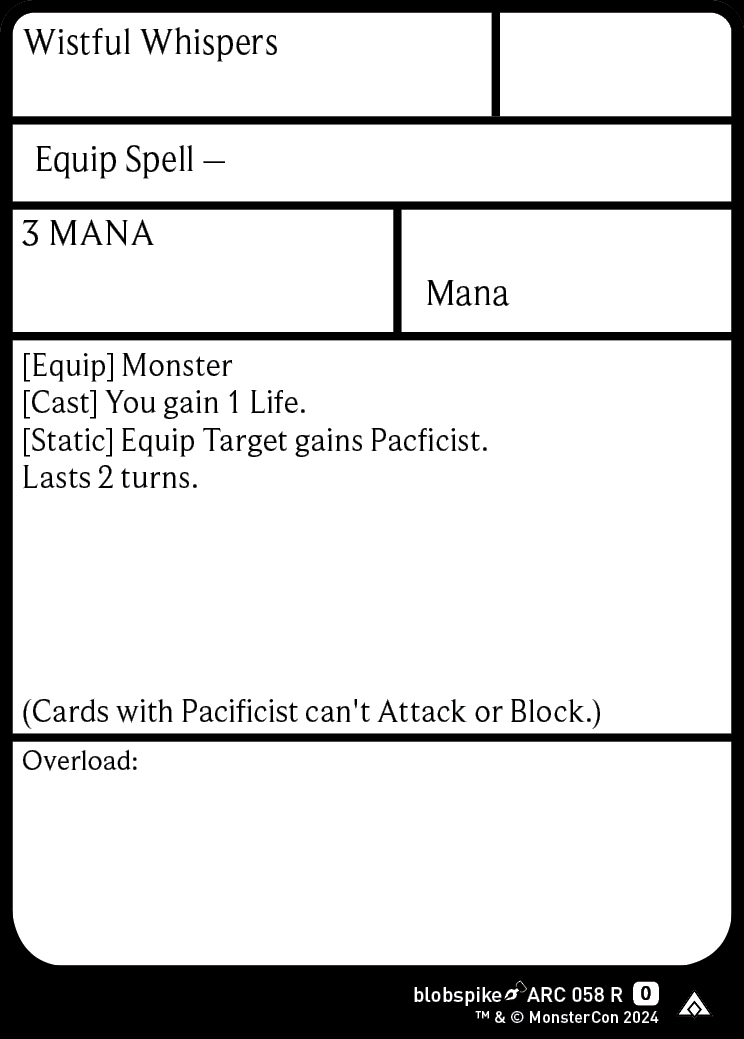 Wistful Whispers
Equip Spell —
3 MANA
Mana
[Equip] Monster
[Cast] You gain 1 Life.
[Static] Equip Target gains Pacficist.
Lasts 2 turns.
(Cards with Pacificist can't Attack or Block.)
Overload:
blobspike ARC 058 R 0
™ & © MonsterCon 2024